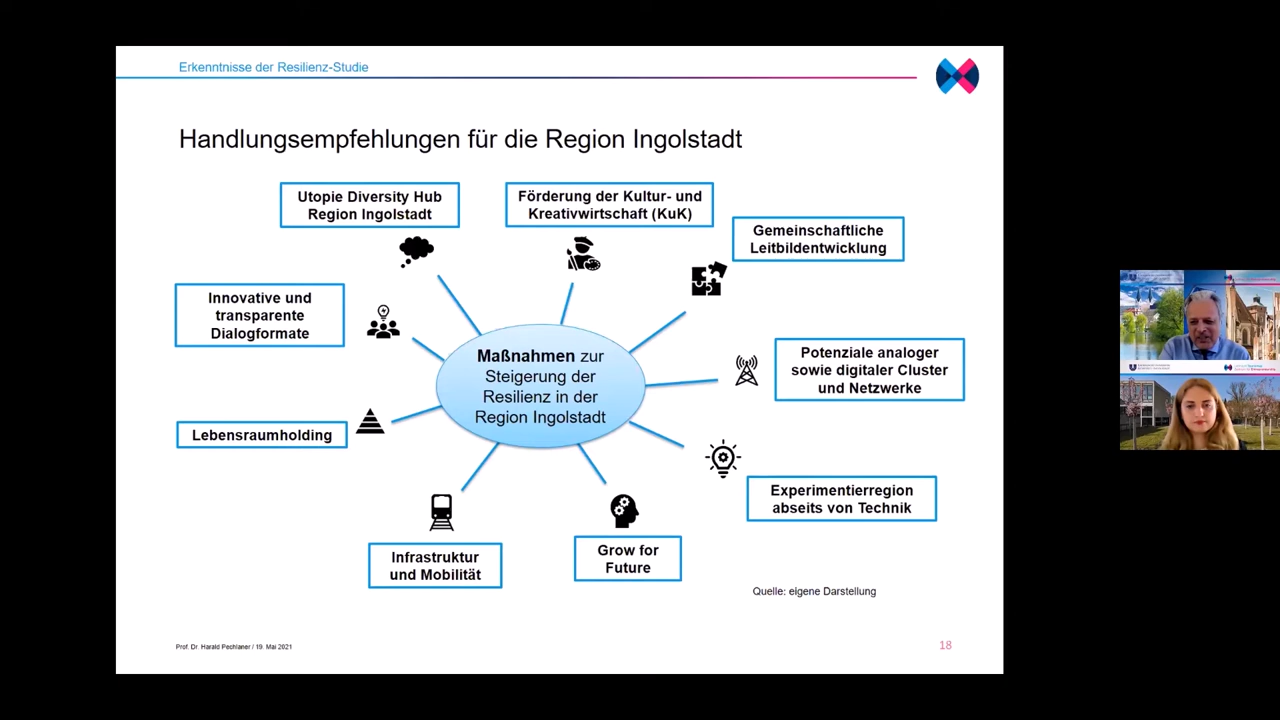 Erkenntnisse der Resilienz-Studie
Handlungsempfehlungen für die Region Ingolstadt
Utopie Diversity Hub
Region Ingolstadt
Förderung der Kultur- und
Kreativwirtschaft (KuK)
Gemeinschaftliche
Leitbildentwicklung
Innovative und
transparente
Dialogformate
Maßnahmen zur
Steigerung der
Resilienz in der
Region Ingolstadt
Potenziale analoger
sowie digitaler Cluster
und Netzwerke
Lebensraumholding
Experimentierregion
abseits von Technik
Infrastruktur
und Mobilität
Grow for
Future
Quelle: eigene Darstellung
Prof. Dr. Harald Pechlaner / 19. Mai 2021
18